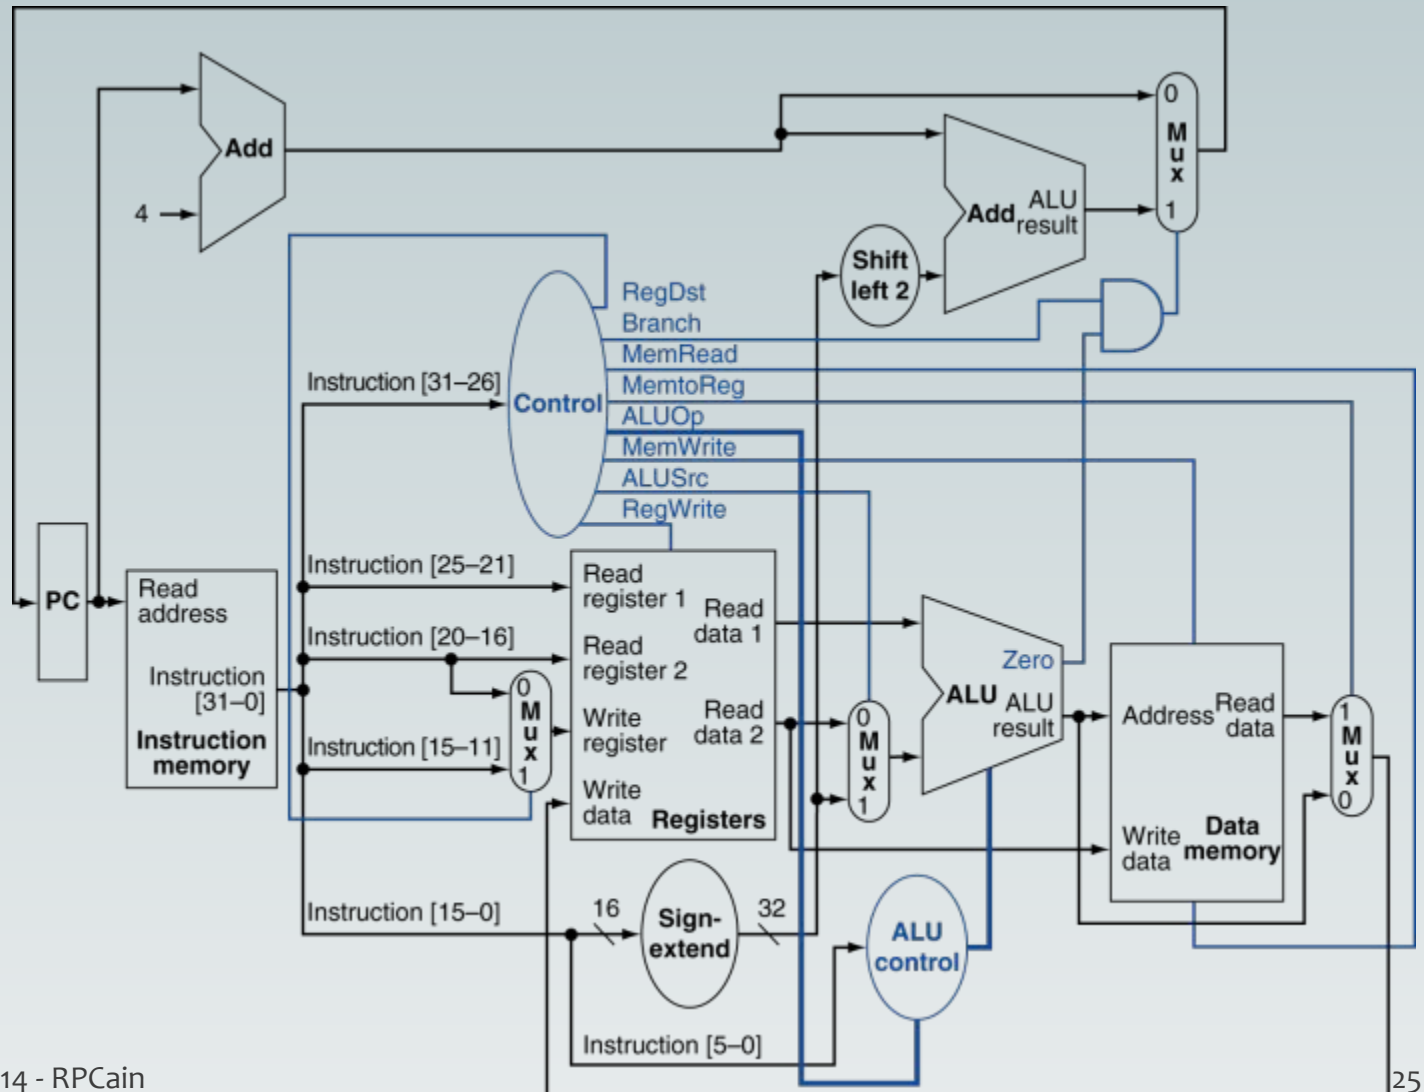 0
M
u
x
1
Add
4
Add ALU
result
Shift
left 2
RegDst
Branch
MemRead
MemtoReg
ALUOp
MemWrite
ALUSrc
RegWrite
Instruction [31–26]
Control
PC
Read
address
Instruction
[31–0]
Instruction
memory
Instruction [25–21]
Instruction [20–16]
Instruction [15–11]
0
M
u
x
1
Read
register 1
Read
register 2
Write
register
Write
data
Read
data 1
Read
data 2
Registers
0
M
u
x
1
Zero
ALU ALU
result
Address
Read
data
Write
data
Data
memory
1
M
u
x
0
Instruction [15–0]
16
Sign-
extend
32
ALU
control
Instruction [5–0]
14 - RPCain
25